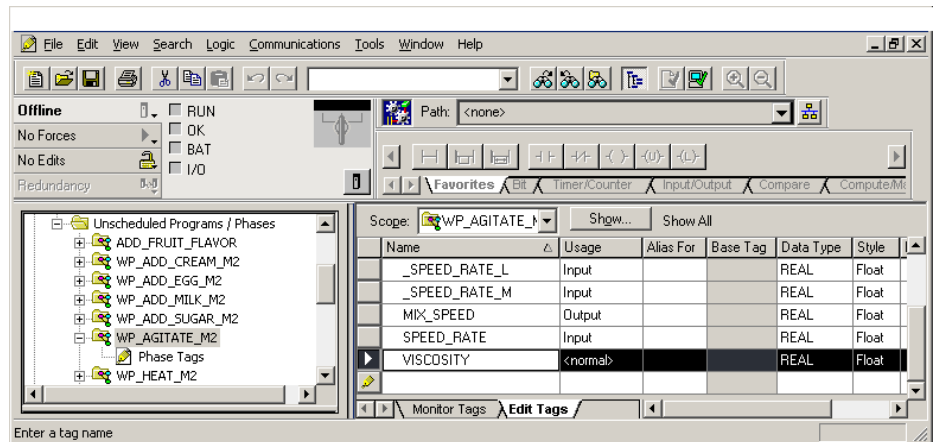 File Edit View Search Logic Communications Tools Window Help
Offline
RUN
No Forces
OK
No Edits
BAT
Redundancy
I/O
Path: <none>
Favorites Bit Timer/Counter Input/Output Compare
Unscheduled Programs / Phases
ADD_FRUIT_FLAVOR
WP_ADD_CREAM_M2
WP_ADD_EGG_M2
WP_ADD_MILK_M2
WP_ADD_SUGAR_M2
WP_AGITATE_M2
Phase Tags
WP_HEAT_M2
Scope: WP_AGITATE_ Show... Show All
Name Usage Alias For Base Tag Data Type Style
_SPEED_RATE_L Input REAL Float
_SPEED_RATE_M Input REAL Float
MIX_SPEED Output REAL Float
SPEED_RATE Input REAL Float
VISCOSITY <normal> REAL Float
Monitor Tags Edit Tags
Enter a tag name